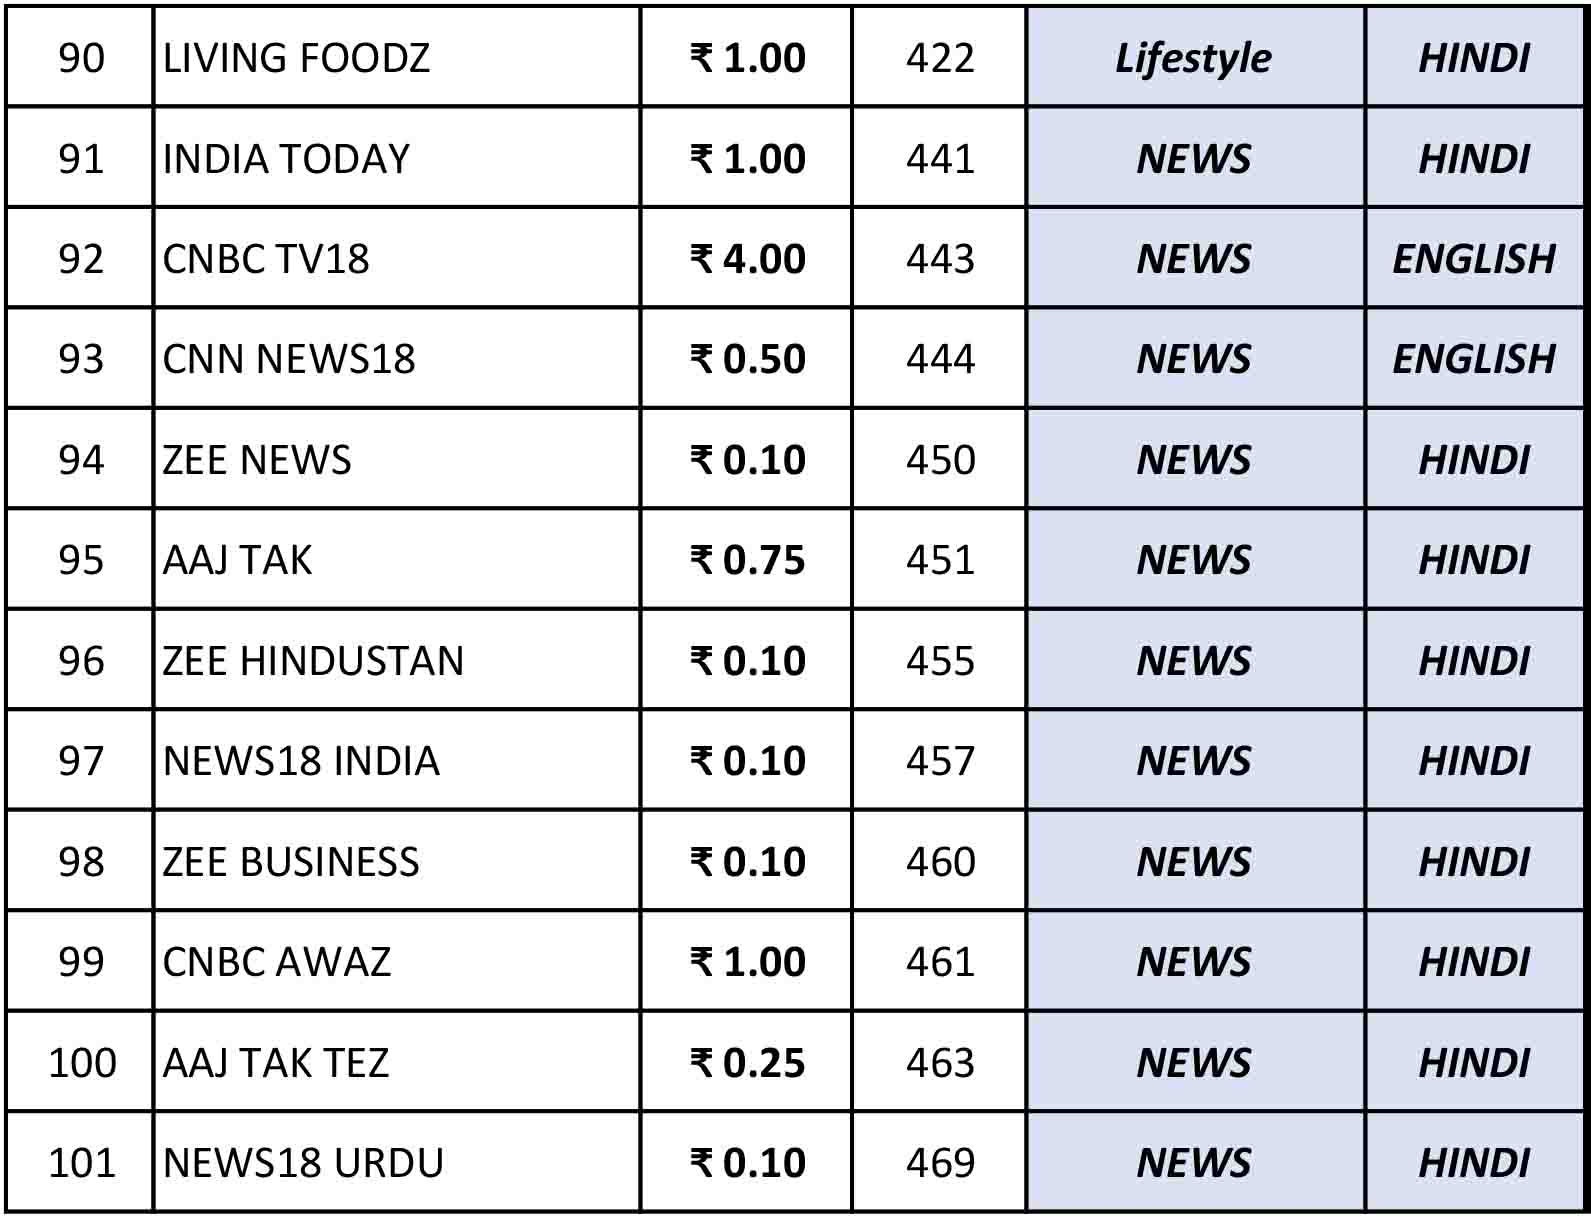 90 LIVING FOODZ ₹ 1.00 422 Lifestyle HINDI
91 INDIA TODAY ₹ 1.00 441 NEWS HINDI
92 CNBC TV18 ₹ 4.00 443 NEWS ENGLISH
93 CNN NEWS18 ₹ 0.50 444 NEWS ENGLISH
94 ZEE NEWS ₹ 0.10 450 NEWS HINDI
95 AAJ TAK ₹ 0.75 451 NEWS HINDI
96 ZEE HINDUSTAN ₹ 0.10 455 NEWS HINDI
97 NEWS18 INDIA ₹ 0.10 457 NEWS HINDI
98 ZEE BUSINESS ₹ 0.10 460 NEWS HINDI
99 CNBC AWAZ ₹ 1.00 461 NEWS HINDI
100 AAJ TAK TEZ ₹ 0.25 463 NEWS HINDI
101 NEWS18 URDU ₹ 0.10 469 NEWS HINDI